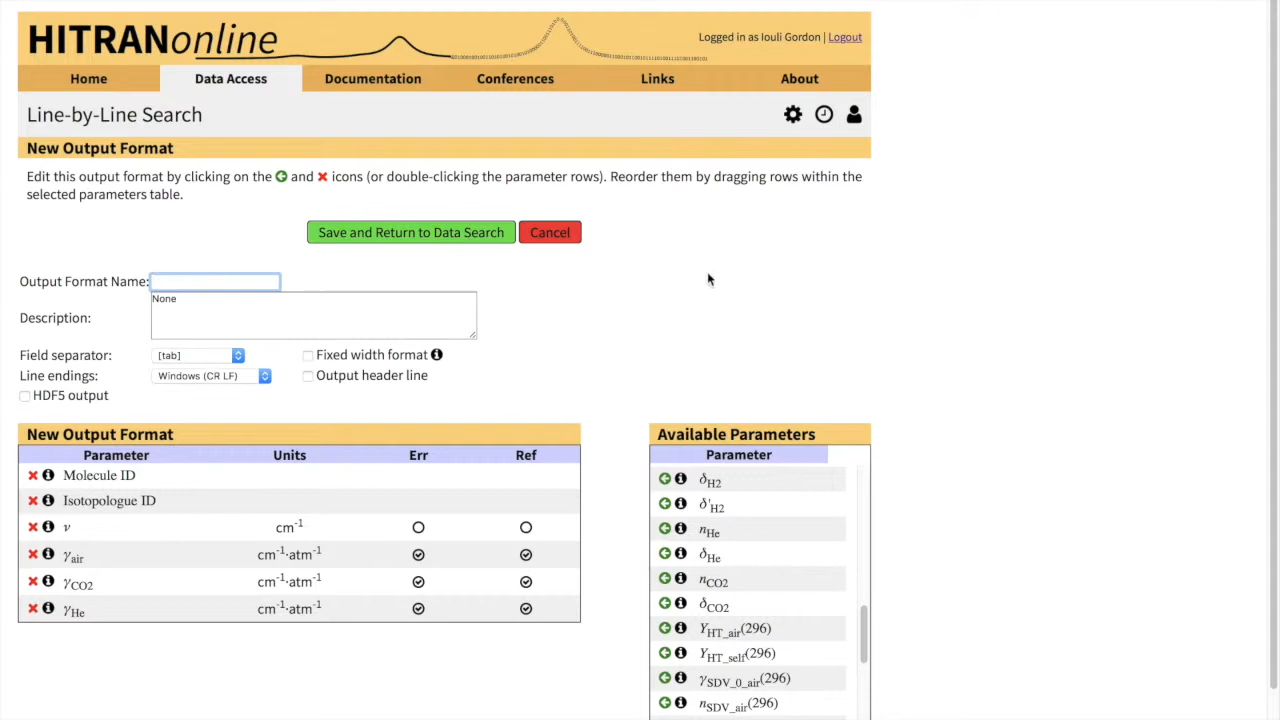 HITRANonline
Logged in as Iouli Gordon | Logout
Home Data Access Documentation Conferences Links About
Line-by-Line Search
New Output Format
Edit this output format by clicking on the and icons (or double-clicking the parameter rows). Reorder them by dragging rows within the
selected parameters table.
Save and Return to Data Search Cancel
Output Format Name:
None
Description:
Field separator: [tab] Fixed width format
Line endings: Windows (CR LF) Output header line
HDF5 output
New Output Format
Parameter Units Err Ref
Molecule ID
Isotopologue ID
ν cm-1
γair cm-1·atm-1
γCO2 cm-1·atm-1
γHe cm-1·atm-1
Available Parameters
Parameter
δH2
δ'H2
nHe
δHe
nCO2
δCO2
YHT_air(296)
YHT_self(296)
γSDV_0_air(296)
nSDV_air(296)